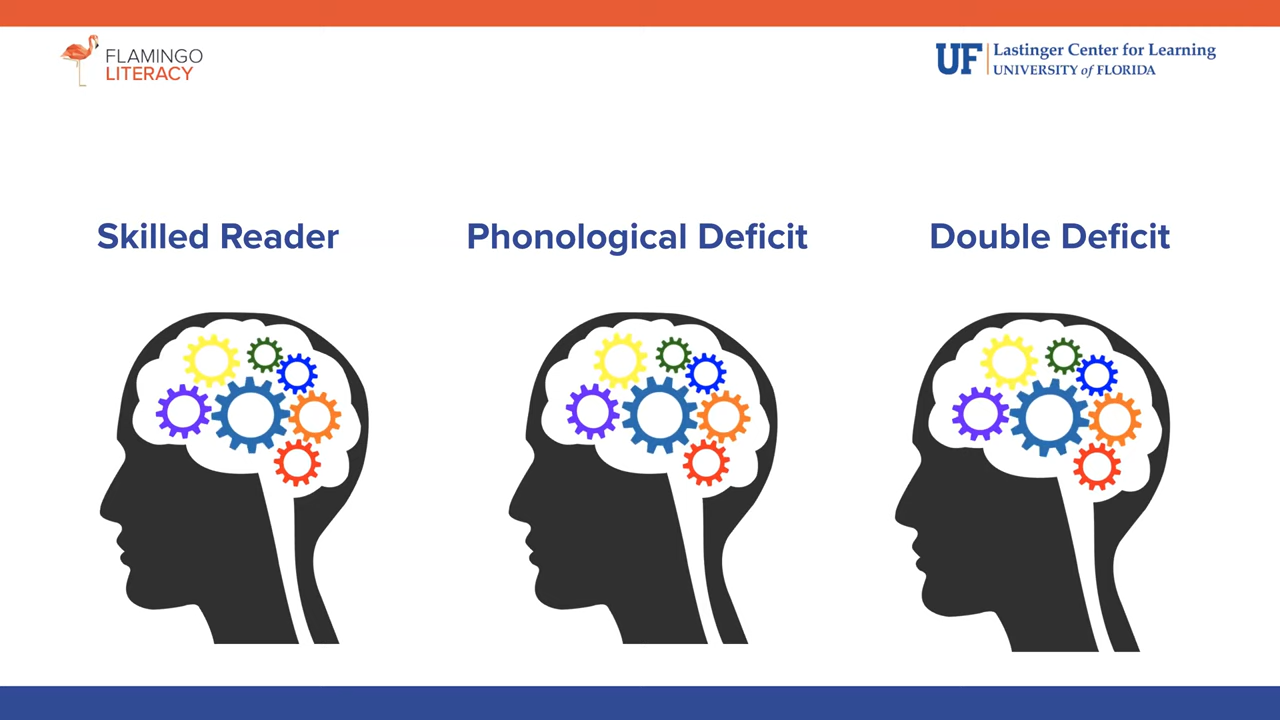 FLAMINGO
LITERACY
UF
Lastinger Center for Learning
UNIVERSITY of FLORIDA
Skilled Reader
Phonological Deficit
Double Deficit